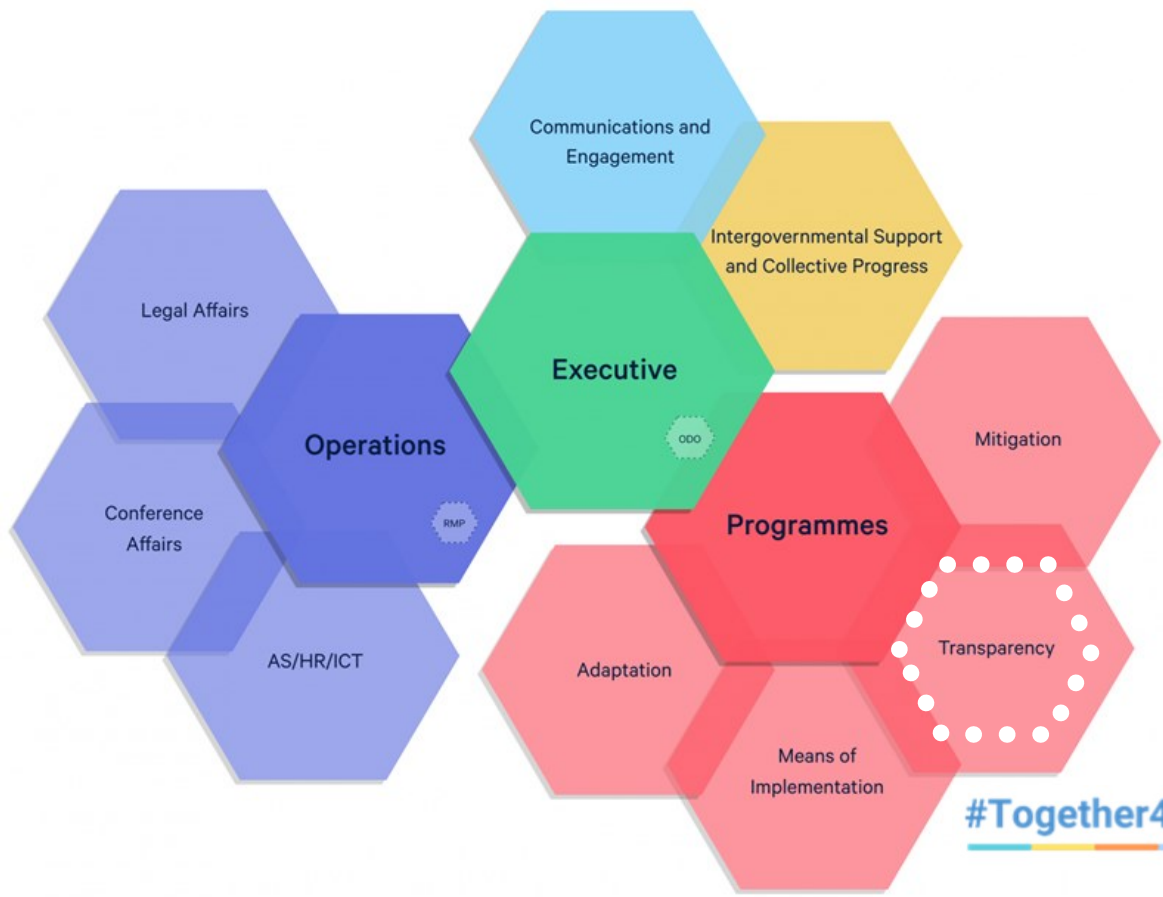 Communications and
Engagement
Intergovernmental Support
and Collective Progress
Legal Affairs
Executive
ODO
Operations
RMP
Mitigation
Conference
Affairs
Programmes
AS/HR/ICT
Adaptation
Transparency
Means of
Implementation
#Together4